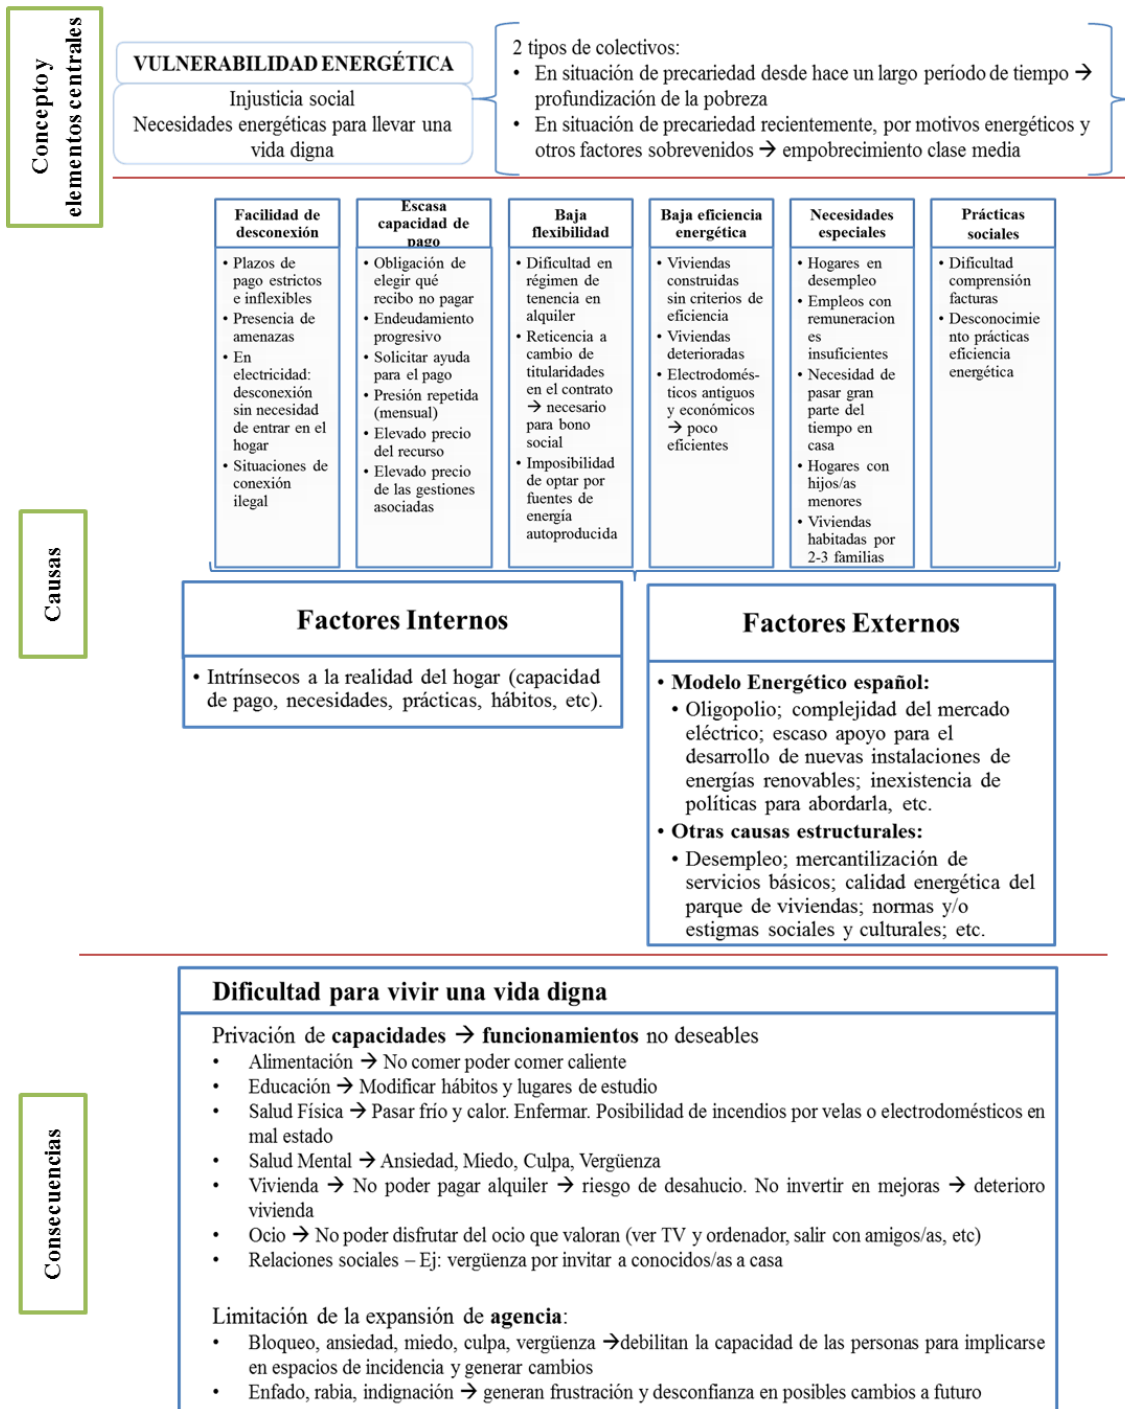 Concepto y
elementos centrales
VULNERABILIDAD ENERGÉTICA
Injusticia social
Necesidades energéticas para llevar una
vida digna
2 tipos de colectivos:
• En situación de precariedad desde hace un largo período de tiempo →
profundización de la pobreza
• En situación de precariedad recientemente, por motivos energéticos y
otros factores sobrevenidos → empobrecimiento clase media
Causas
Facilidad de
desconexión
• Plazos de
pago estrictos
e inflexibles
• Presencia de
amenazas
• En
electricidad:
desconexión
sin necesidad
de entrar en el
hogar
• Situaciones de
conexión
ilegal
Escasa
capacidad de
pago
• Obligación de
elegir qué
recibo no pagar
• Endeudamiento
progresivo
• Solicitar ayuda
para el pago
• Presión repetida
(mensual)
• Elevado precio
del recurso
• Elevado precio
de las gestiones
asociadas
Baja
flexibilidad
• Dificultad en
régimen de
tenencia en
alquiler
• Reticencia a
cambio de
titularidades
en el contrato
→ necesario
para bono
social
• Imposibilidad
de optar por
fuentes de
energía
autoproducida
Baja eficiencia
energética
• Viviendas
construidas
sin criterios de
eficiencia
• Viviendas
deterioradas
• Electrodomés-
ticos antiguos
y económicos
→ poco
eficientes
Necesidades
especiales
• Hogares en
desempleo
• Empleos con
remuneracion
es
insuficientes
• Necesidad de
pasar gran
parte del
tiempo en
casa
• Hogares con
hijos/as
menores
• Viviendas
habitadas por
2-3 familias
Prácticas
sociales
• Dificultad
comprensión
facturas
• Desconocimie
nto prácticas
eficiencia
energética
Factores Internos
• Intrínsecos a la realidad del hogar (capacidad
de pago, necesidades, prácticas, hábitos, etc).
Factores Externos
• Modelo Energético español:
• Oligopolio; complejidad del mercado
eléctrico; escaso apoyo para el
desarrollo de nuevas instalaciones de
energías renovables; inexistencia de
políticas para abordarla, etc.
• Otras causas estructurales:
• Desempleo; mercantilización de
servicios básicos; calidad energética del
parque de viviendas; normas y/o
estigmas sociales y culturales; etc.
Consecuencias
Dificultad para vivir una vida digna
Privación de capacidades → funcionamientos no deseables
• Alimentación → No comer poder comer caliente
• Educación → Modificar hábitos y lugares de estudio
• Salud Física → Pasar frío y calor. Enfermar. Posibilidad de incendios por velas o electrodomésticos en
mal estado
• Salud Mental → Ansiedad, Miedo, Culpa, Vergüenza
• Vivienda → No poder pagar alquiler → riesgo de desahucio. No invertir en mejoras → deterioro
vivienda
• Ocio → No poder disfrutar del ocio que valoran (ver TV y ordenador, salir con amigos/as, etc)
• Relaciones sociales – Ej: vergüenza por invitar a conocidos/as a casa
Limitación de la expansión de agencia:
• Bloqueo, ansiedad, miedo, culpa, vergüenza →debilitan la capacidad de las personas para implicarse
en espacios de incidencia y generar cambios
• Enfado, rabia, indignación → generan frustración y desconfianza en posibles cambios a futuro